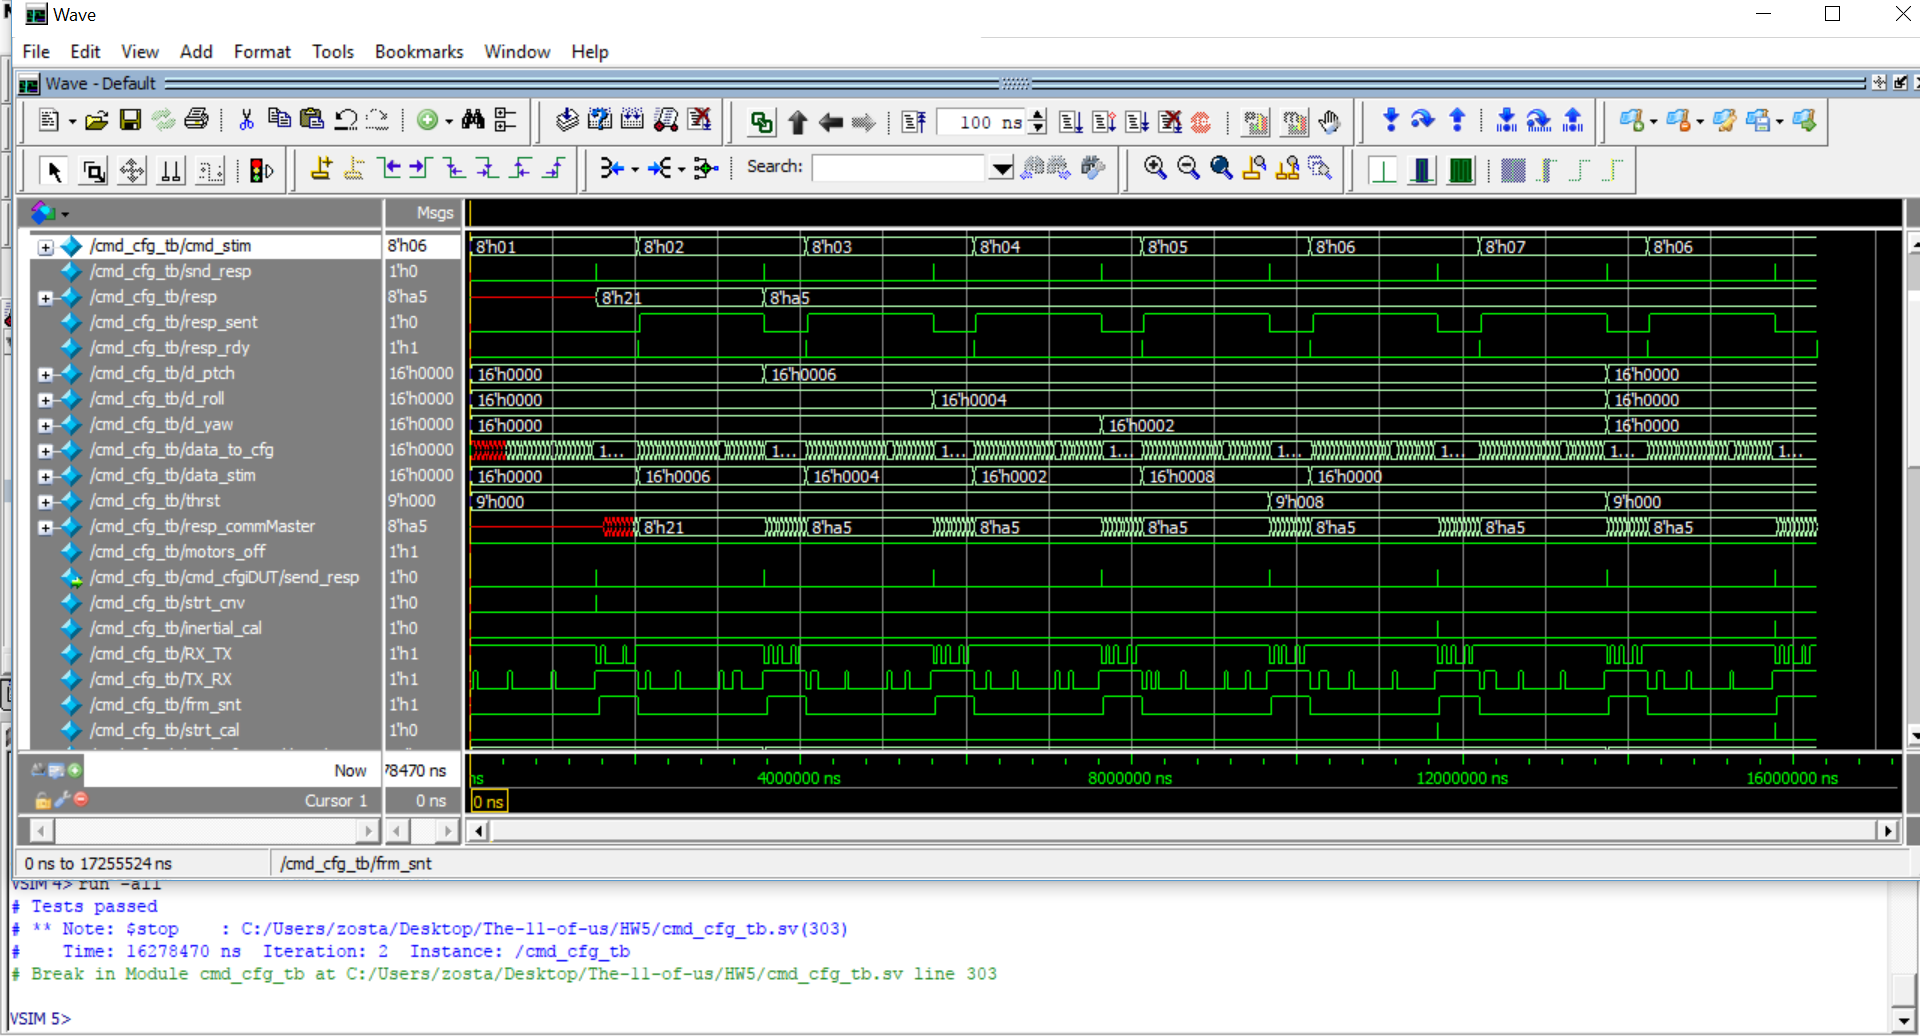 Wave
File Edit View Add Format Tools Bookmarks Window Help
Wave - Default
100 ns
Search:
Msgs
/cmd_cfg_tb/cmd_stim 8'h06 8'h01 8'h02 8'h03 8'h04 8'h05 8'h06 8'h07 8'h06
/cmd_cfg_tb/snd_resp 1'h0
/cmd_cfg_tb/resp 8'ha5 8'h21 8'ha5
/cmd_cfg_tb/resp_sent 1'h0
/cmd_cfg_tb/resp_rdy 1'h1
/cmd_cfg_tb/d_ptch 16'h0000 16'h0000 16'h0006 16'h0000
/cmd_cfg_tb/d_roll 16'h0000 16'h0000 16'h0004 16'h0000
/cmd_cfg_tb/d_yaw 16'h0000 16'h0000 16'h0002 16'h0000
/cmd_cfg_tb/data_to_cfg 16'h0000 1... 1... 1... 1... 1... 1... 1... 1...
/cmd_cfg_tb/data_stim 16'h0000 16'h0000 16'h0006 16'h0004 16'h0002 16'h0008 16'h0000
/cmd_cfg_tb/thrst 9'h000 9'h000 9'h008 9'h000
/cmd_cfg_tb/resp_commMaster 8'ha5 8'h21 8'ha5 8'ha5 8'ha5 8'ha5 8'ha5 8'ha5
/cmd_cfg_tb/motors_off 1'h1
/cmd_cfg_tb/cmd_cfgiDUT/send_resp 1'h0
/cmd_cfg_tb/strt_cnv 1'h0
/cmd_cfg_tb/inertial_cal 1'h0
/cmd_cfg_tb/RX_TX 1'h1
/cmd_cfg_tb/TX_RX 1'h1
/cmd_cfg_tb/frm_snt 1'h1
/cmd_cfg_tb/strt_cal 1'h0
Now 78470 ns ns 4000000 ns 8000000 ns 12000000 ns 16000000 ns
Cursor 1 0 ns 0 ns
0 ns to 17255524 ns /cmd_cfg_tb/frm_snt
VSIM 4> run -all
# Tests passed
# ** Note: $stop : C:/Users/zosta/Desktop/The-11-of-us/HW5/cmd_cfg_tb.sv(303)
# Time: 16278470 ns Iteration: 2 Instance: /cmd_cfg_tb
# Break in Module cmd_cfg_tb at C:/Users/zosta/Desktop/The-11-of-us/HW5/cmd_cfg_tb.sv line 303
VSIM 5>